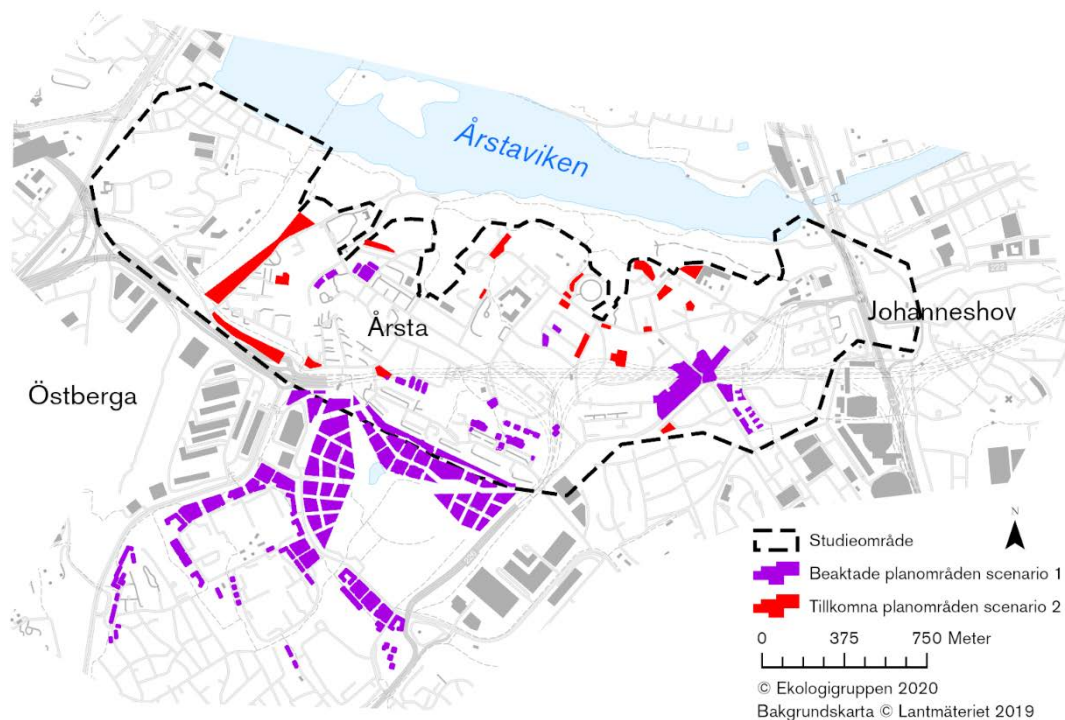 Årstaviken
Johanneshov
Årsta
Östberga
N
Studieområde
Beaktade planområden scenario 1
Tillkomna planområden scenario 2
0 375 750 Meter
© Ekologigruppen 2020
Bakgrundskarta © Lantmäteriet 2019